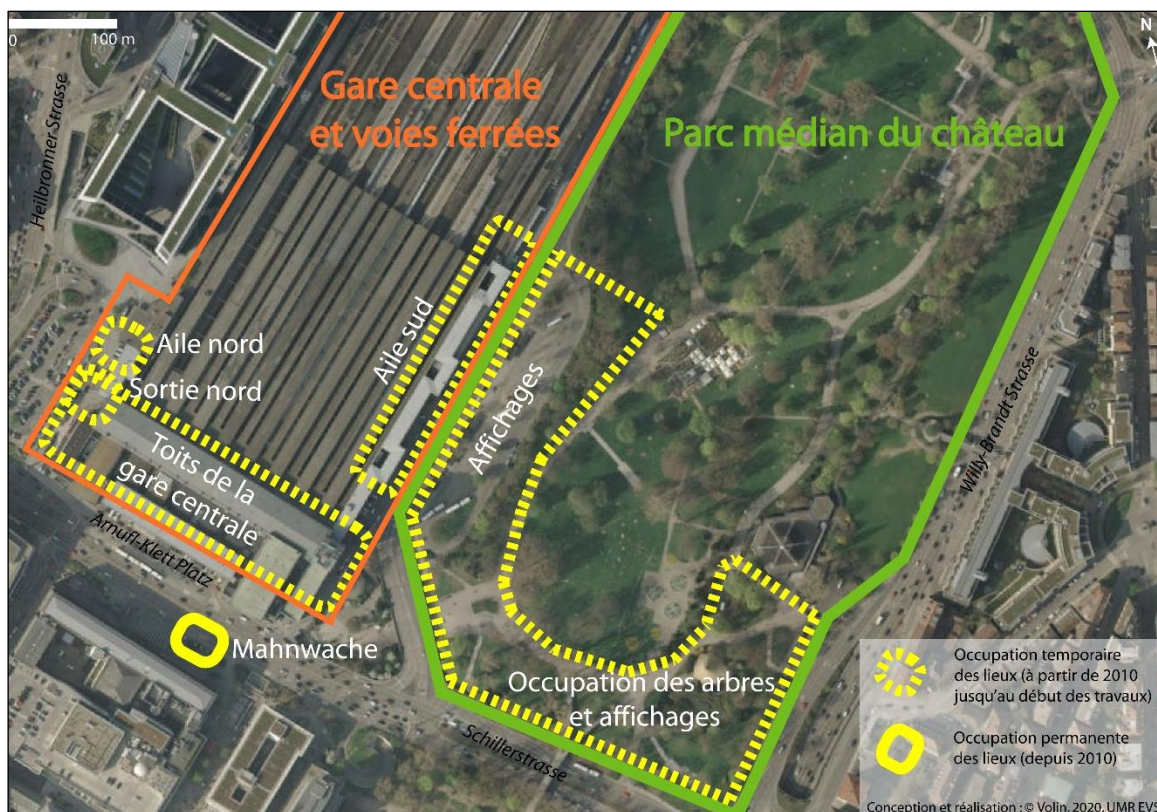 0 100 m
N
Heilbronner Strasse
Gare centrale
et voies ferrées
Parc médian du château
Aile nord
Sortie nord
Aile sud
Affichages
Toits de la
gare centrale
Arnufl-Klett Platz
Willy-Brandt Strasse
Mahnwache
Occupation des arbres
et affichages
Schillerstrasse
Occupation temporaire
des lieux (à partir de 2010
jusqu'au début des travaux)
Occupation permanente
des lieux (depuis 2010)
Conception et réalisation : © Volin, 2020, UMR EVS